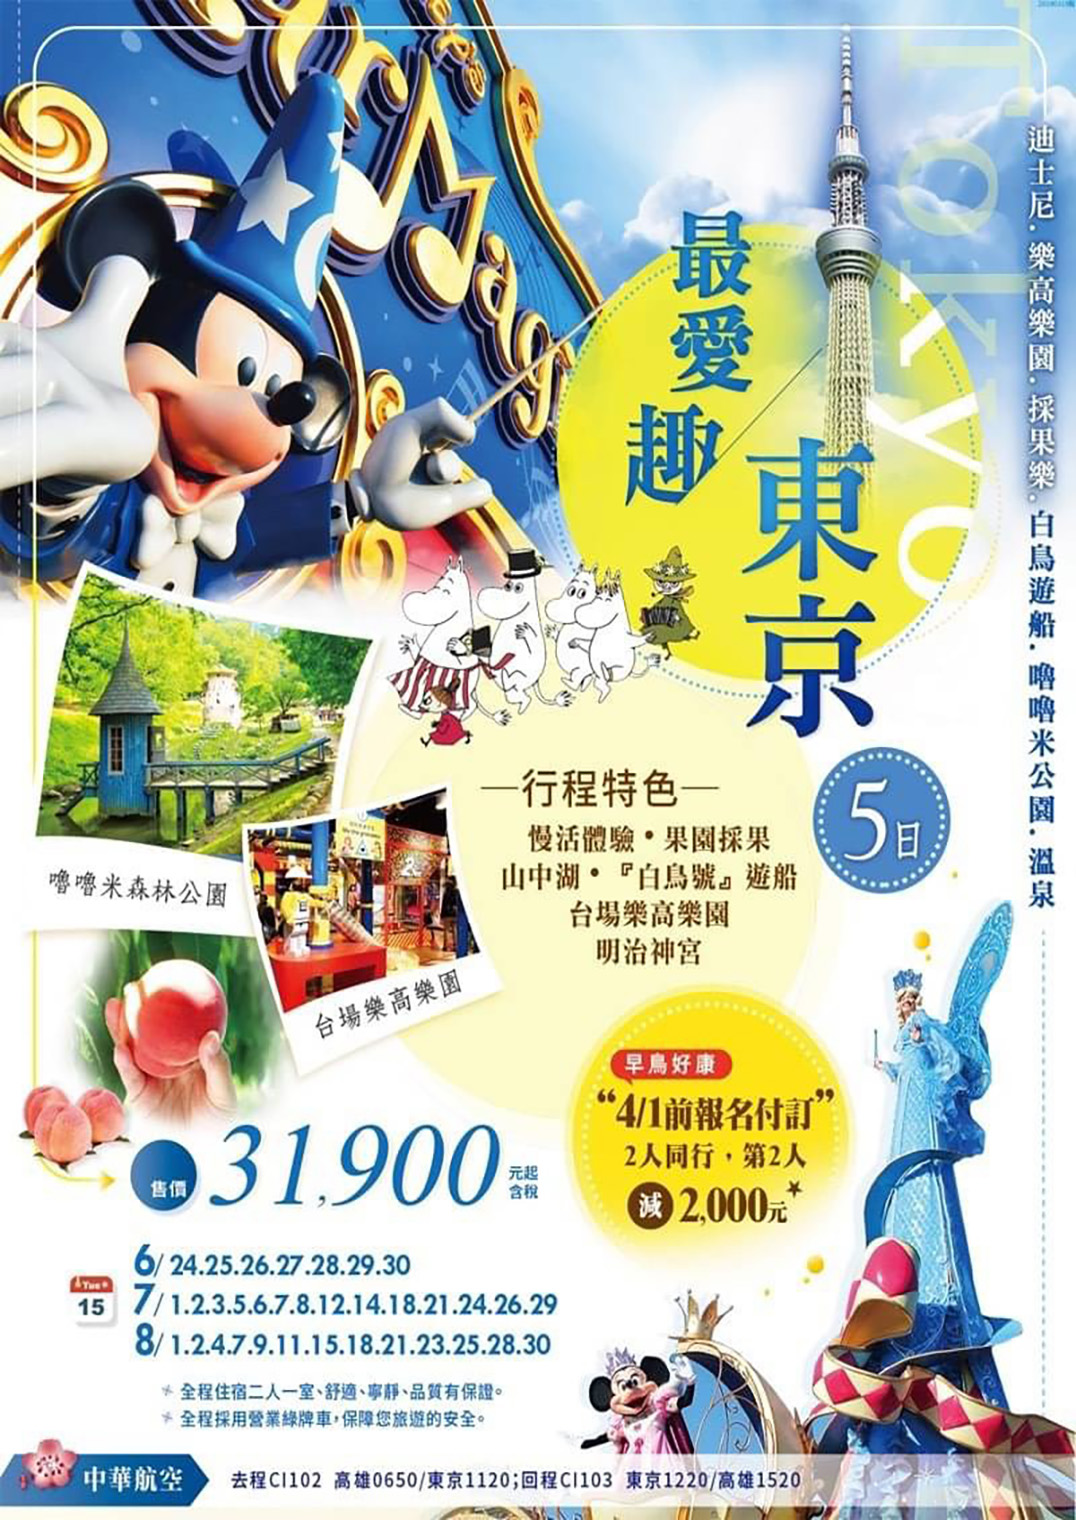 Tokyo
迪士尼.樂高樂園.採果樂.白鳥遊船.嚕嚕米公園.溫泉
最愛
趣
東京
5日
行程特色
慢活體驗•果園採果
山中湖•『白鳥號』遊船
台場樂高樂園
明治神宮
嚕嚕米森林公園
台場樂高樂園
早鳥好康
“4/1前報名付訂”
2人同行，第2人
減2,000元*
售價31,900元起
含稅
6/ 24.25.26.27.28.29.30
Tue
15
7/ 1.2.3.5.6.7.8.12.14.18.21.24.26.29
8/ 1.2.4.7.9.11.15.18.21.23.25.28.30
全程住宿二人一室、舒適、寧靜、品質有保證。
全程採用營業綠牌車，保障您旅遊的安全。
中華航空
去程CI102 高雄0650/東京1120;回程CI103 東京1220/高雄1520